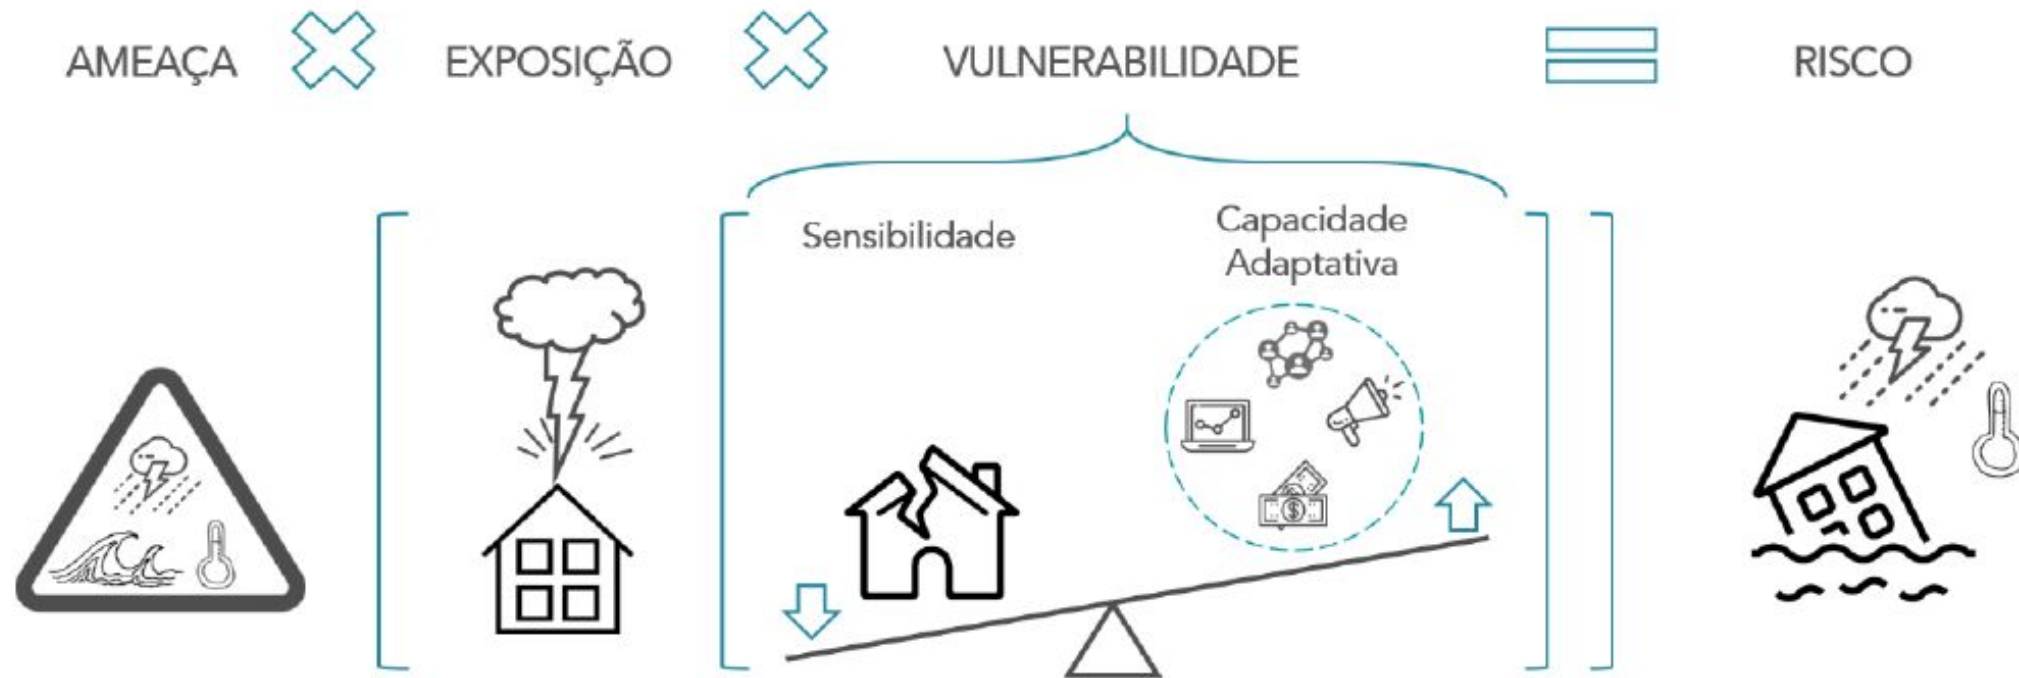 AMEAÇA EXPOSIÇÃO VULNERABILIDADE RISCO
Sensibilidade
Capacidade
Adaptativa